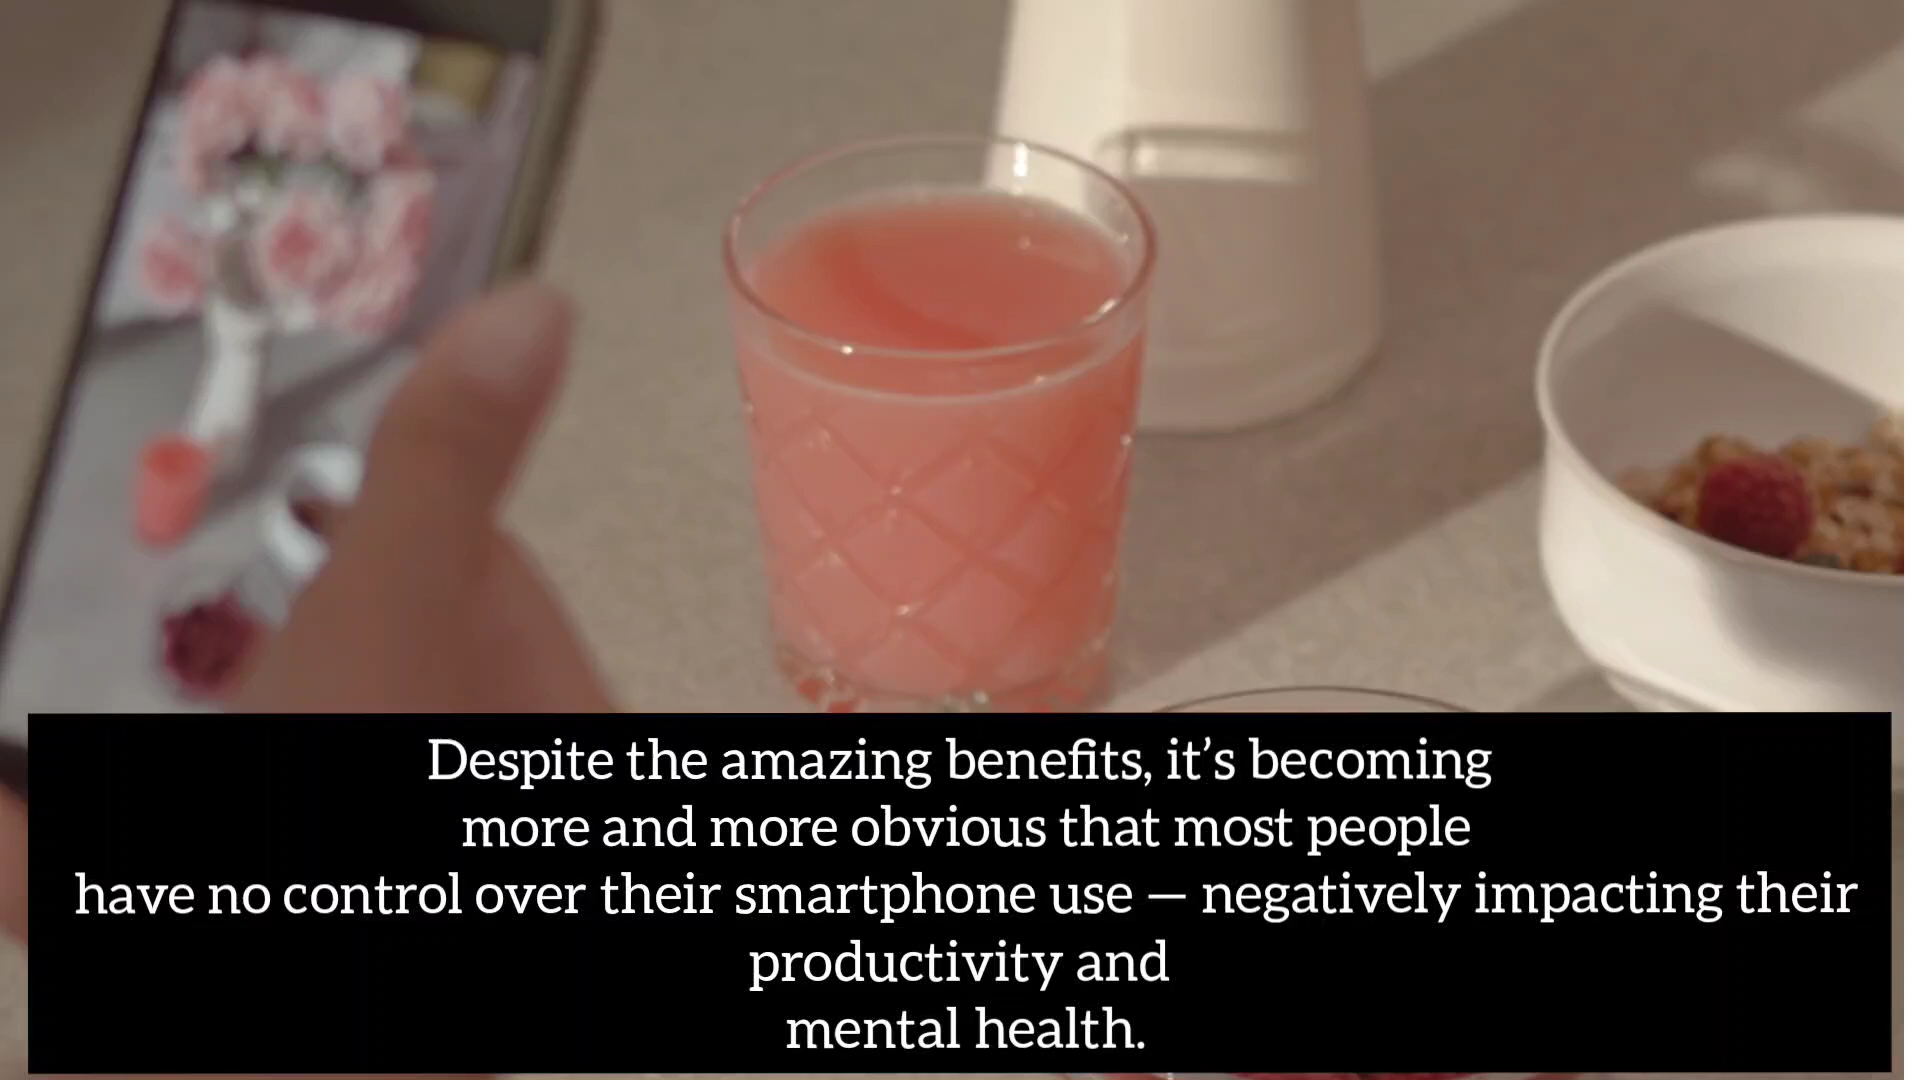 Despite the amazing benefits, it’s becoming
more and more obvious that most people
have no control over their smartphone use — negatively impacting their
productivity and
mental health.